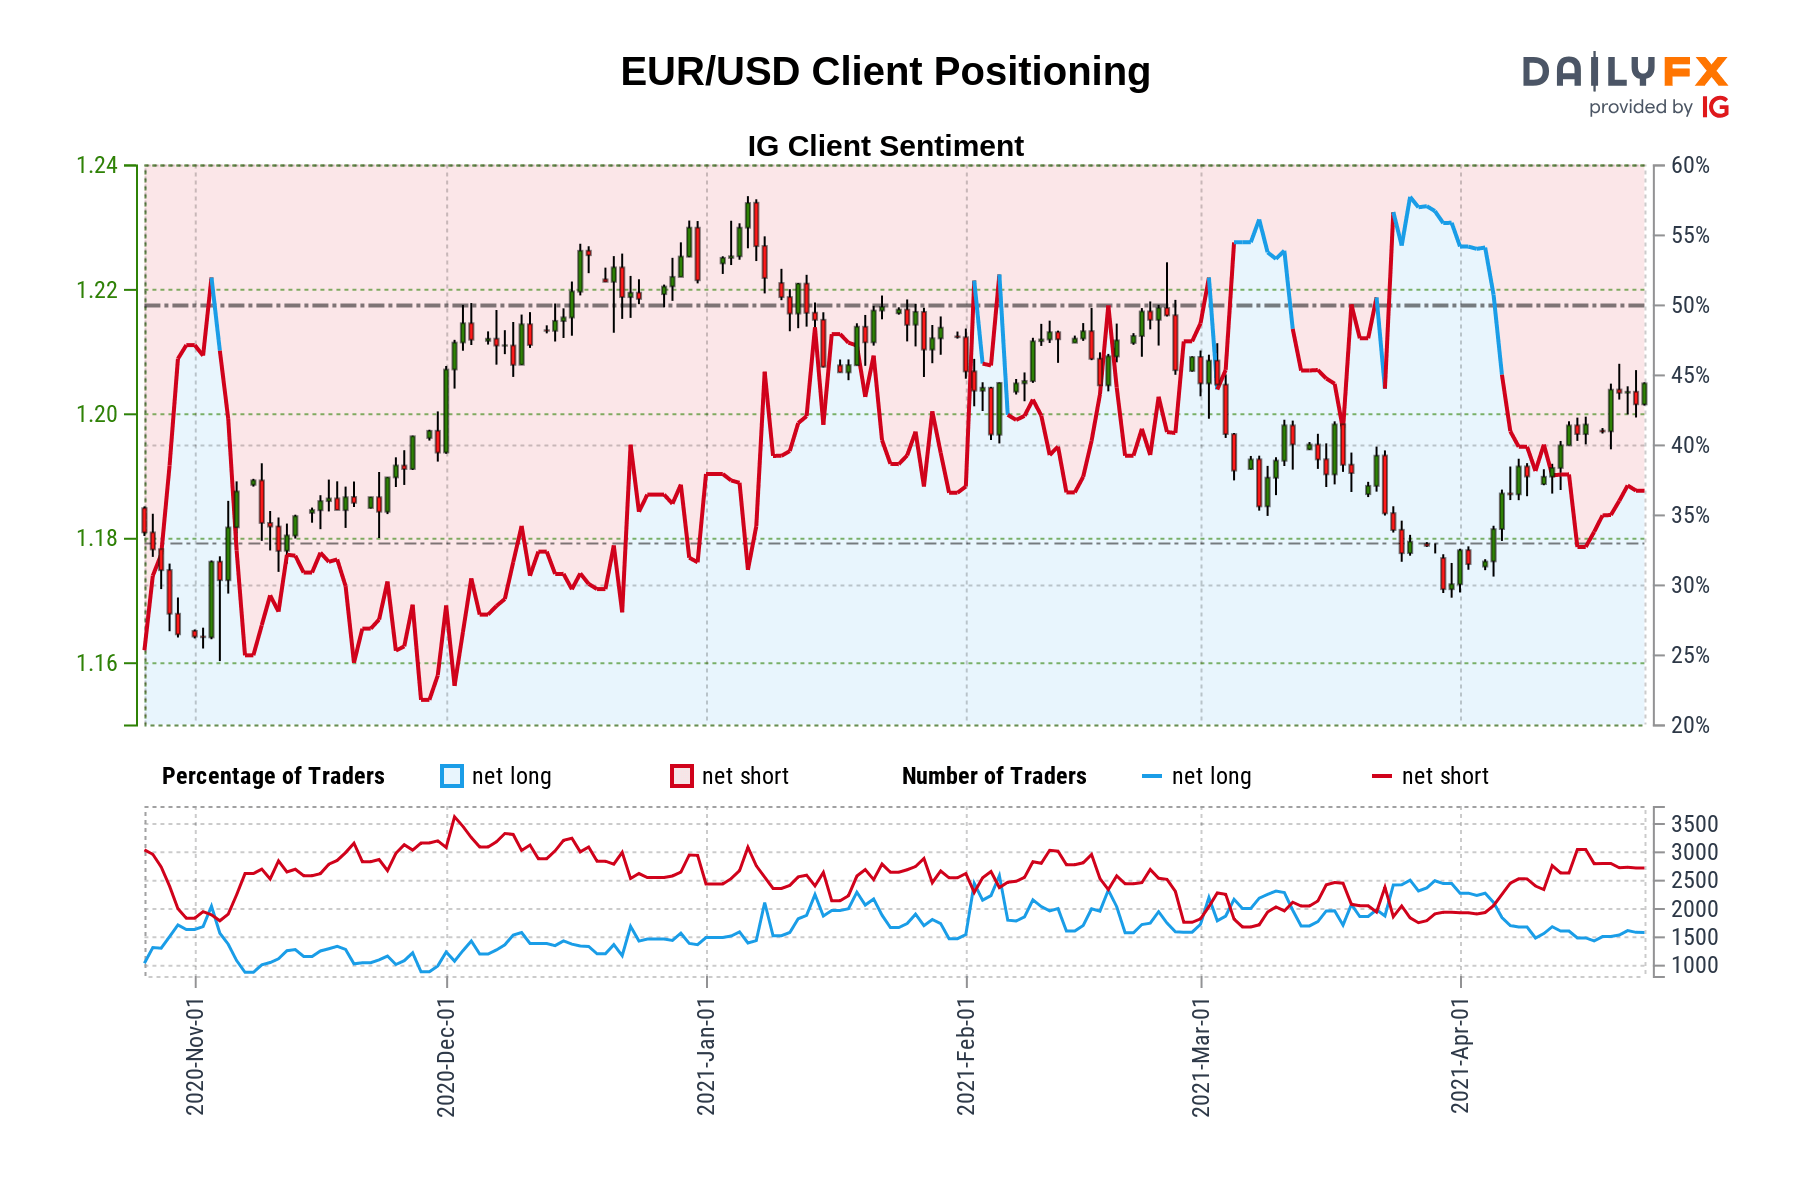 EUR/USD Client Positioning
DAILYFX
provided by IG
IG Client Sentiment
1.24
1.22
1.20
1.18
1.16
60%
55%
50%
45%
40%
35%
30%
25%
20%
Percentage of Traders net long net short Number of Traders net long net short
3500
3000
2500
2000
1500
1000
2020-Nov-01
2020-Dec-01
2021-Jan-01
2021-Feb-01
2021-Mar-01
2021-Apr-01